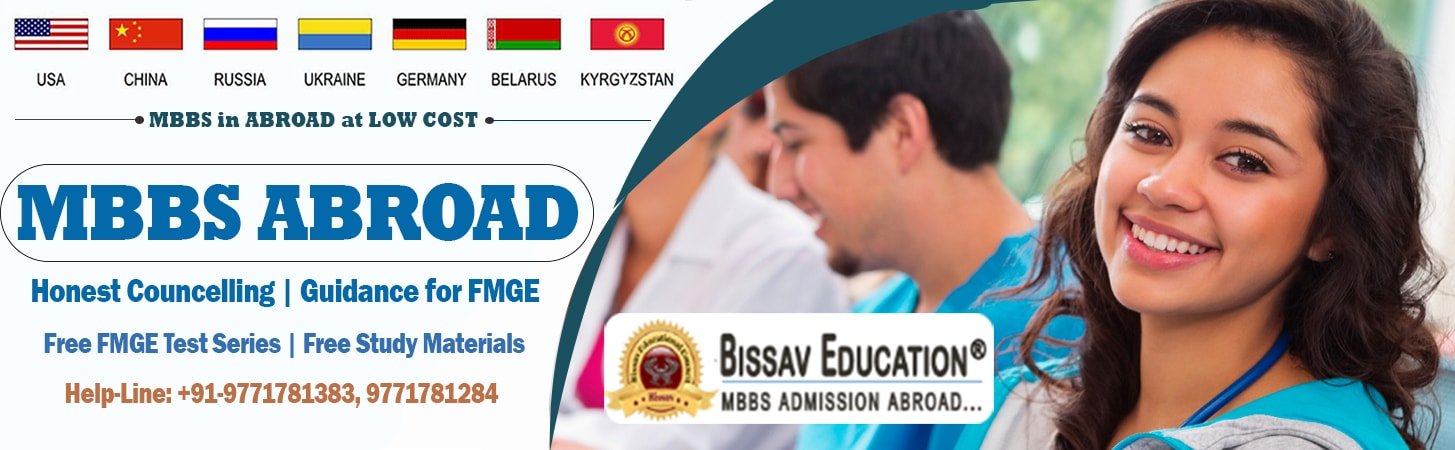 USA CHINA RUSSIA UKRAINE GERMANY BELARUS KYRGYZSTAN
MBBS in ABROAD at LOW COST
MBBS ABROAD
Honest Councelling | Guidance for FMGE
Free FMGE Test Series | Free Study Materials
Help-Line: +91-9771781383, 9771781284
BISSAV EDUCATION®
MBBS ADMISSION ABROAD...